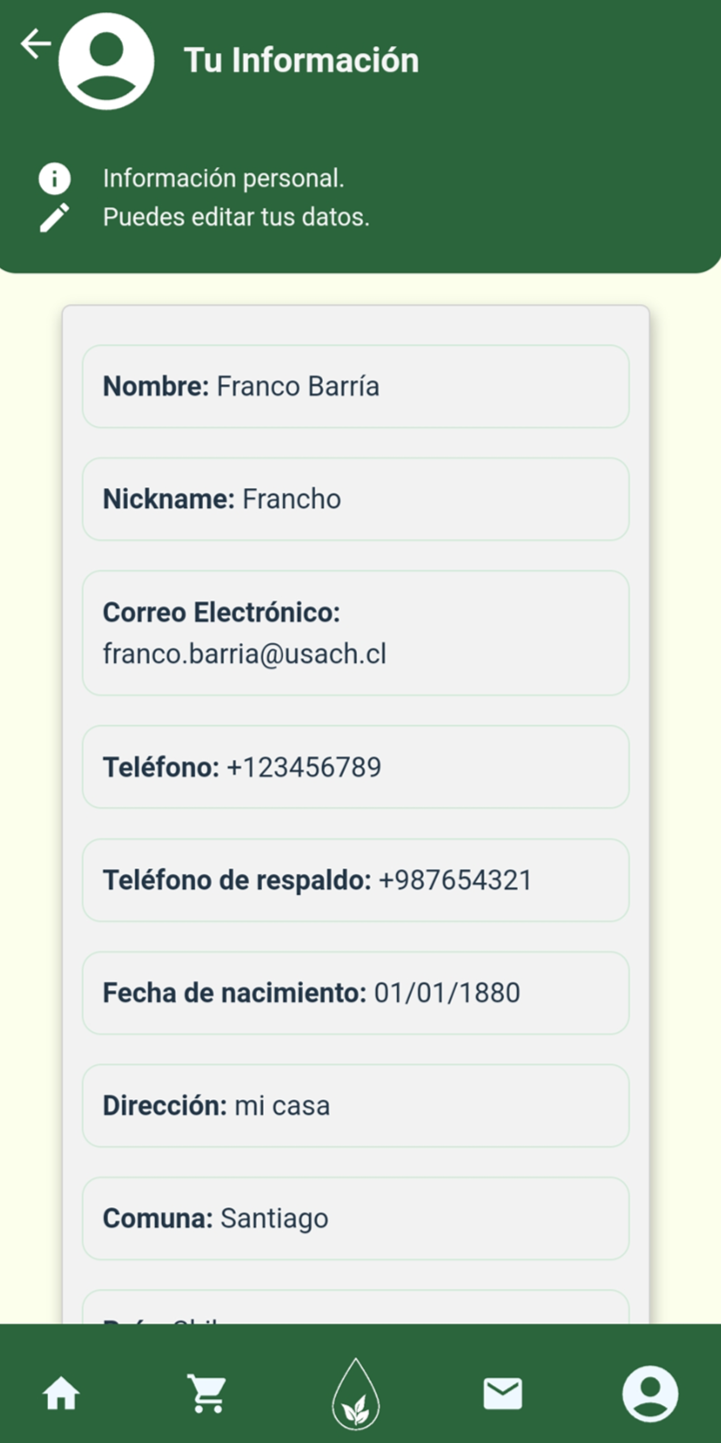 Tu Información
Información personal.
Puedes editar tus datos.
Nombre: Franco Barría
Nickname: Francho
Correo Electrónico:
franco.barria@usach.cl
Teléfono: +123456789
Teléfono de respaldo: +987654321
Fecha de nacimiento: 01/01/1880
Dirección: mi casa
Comuna: Santiago